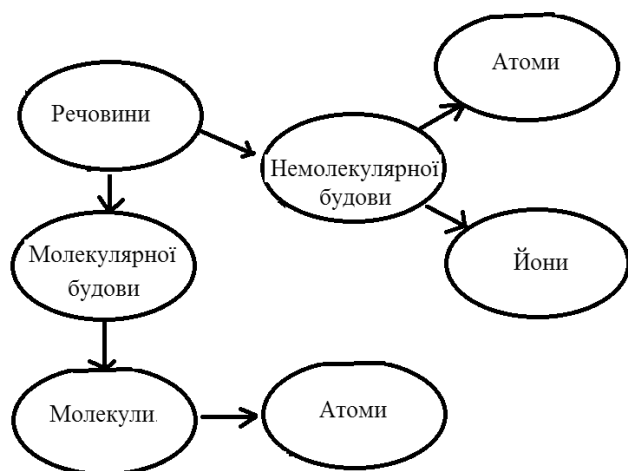 Атоми
Речовини
Немолекулярної
будови
Молекулярної
будови
Йони
Молекули.
Атоми